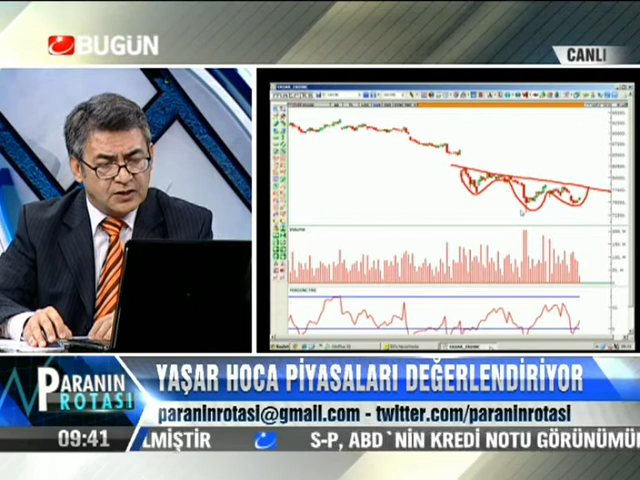 BUGÜN
CANLI
Volume
PARANIN
ROTASI
YAŞAR HOCA PİYASALARI DEĞERLENDİRİYOR
paraninrotasi@gmail.com - twitter.com/paraninrotasi
09:41 LMİŞTİR S-P, ABD`NİN KREDİ NOTU GÖRÜNÜMÜ